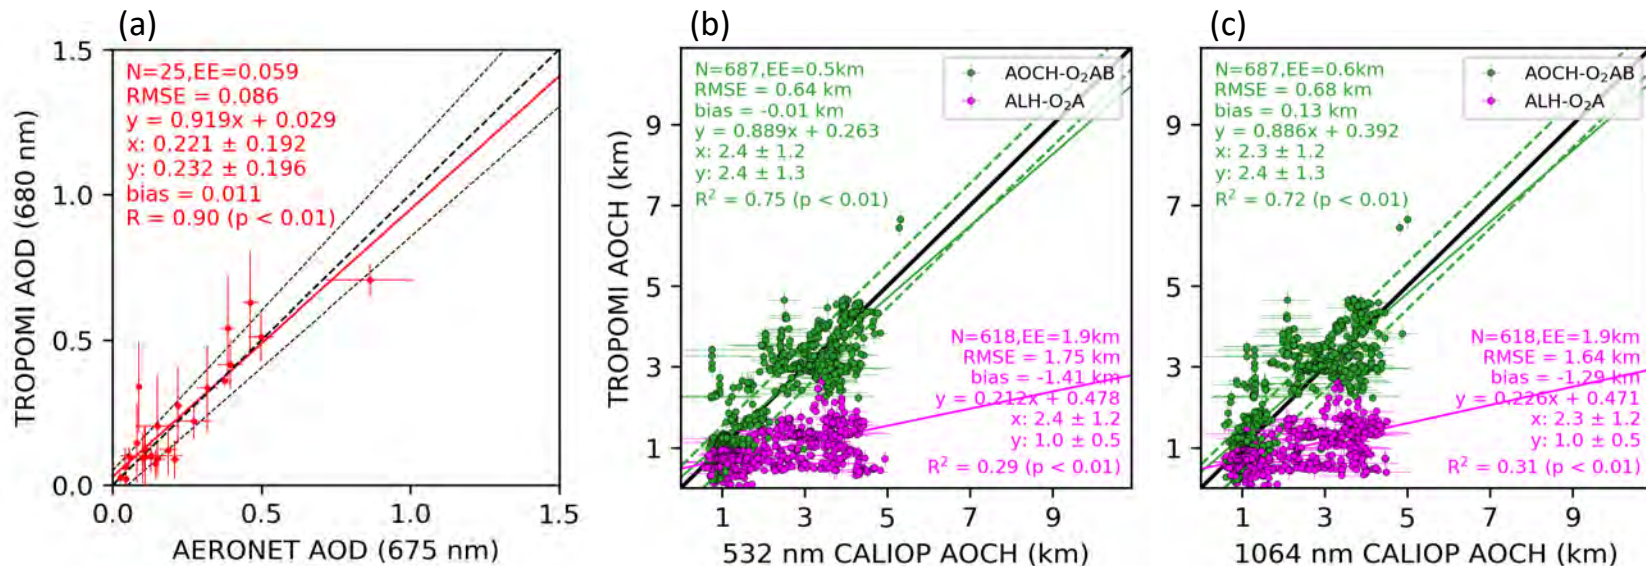 (a)
1.5
1.0
0.5
0.0
0.0
0.5
1.0
1.5
TROPOMI AOD (680 nm)
AERONET AOD (675 nm)
N=25,EE=0.059
RMSE = 0.086
y = 0.919x + 0.029
x: 0.221 ± 0.192
y: 0.232 ± 0.196
bias = 0.011
R = 0.90 (p < 0.01)
(b)
N=687,EE=0.5km
RMSE = 0.64 km
bias = -0.01 km
y = 0.889x + 0.263
x: 2.4 ± 1.2
y: 2.4 ± 1.3
R² = 0.75 (p < 0.01)
AOCH-O₂AB
ALH-O₂A
N=618,EE=1.9km
RMSE = 1.75 km
bias = -1.41 km
y = 0.212x + 0.478
x: 2.4 ± 1.2
y: 1.0 ± 0.5
R² = 0.29 (p < 0.01)
9
7
5
3
1
1
3
5
7
9
TROPOMI AOCH (km)
532 nm CALIOP AOCH (km)
(c)
N=687,EE=0.6km
RMSE = 0.68 km
bias = 0.13 km
y = 0.886x + 0.392
x: 2.3 ± 1.2
y: 2.4 ± 1.3
R² = 0.72 (p < 0.01)
AOCH-O₂AB
ALH-O₂A
N=618,EE=1.9km
RMSE = 1.64 km
bias = -1.29 km
y = 0.226x + 0.471
x: 2.3 ± 1.2
y: 1.0 ± 0.5
R² = 0.31 (p < 0.01)
9
7
5
3
1
1
3
5
7
9
1064 nm CALIOP AOCH (km)